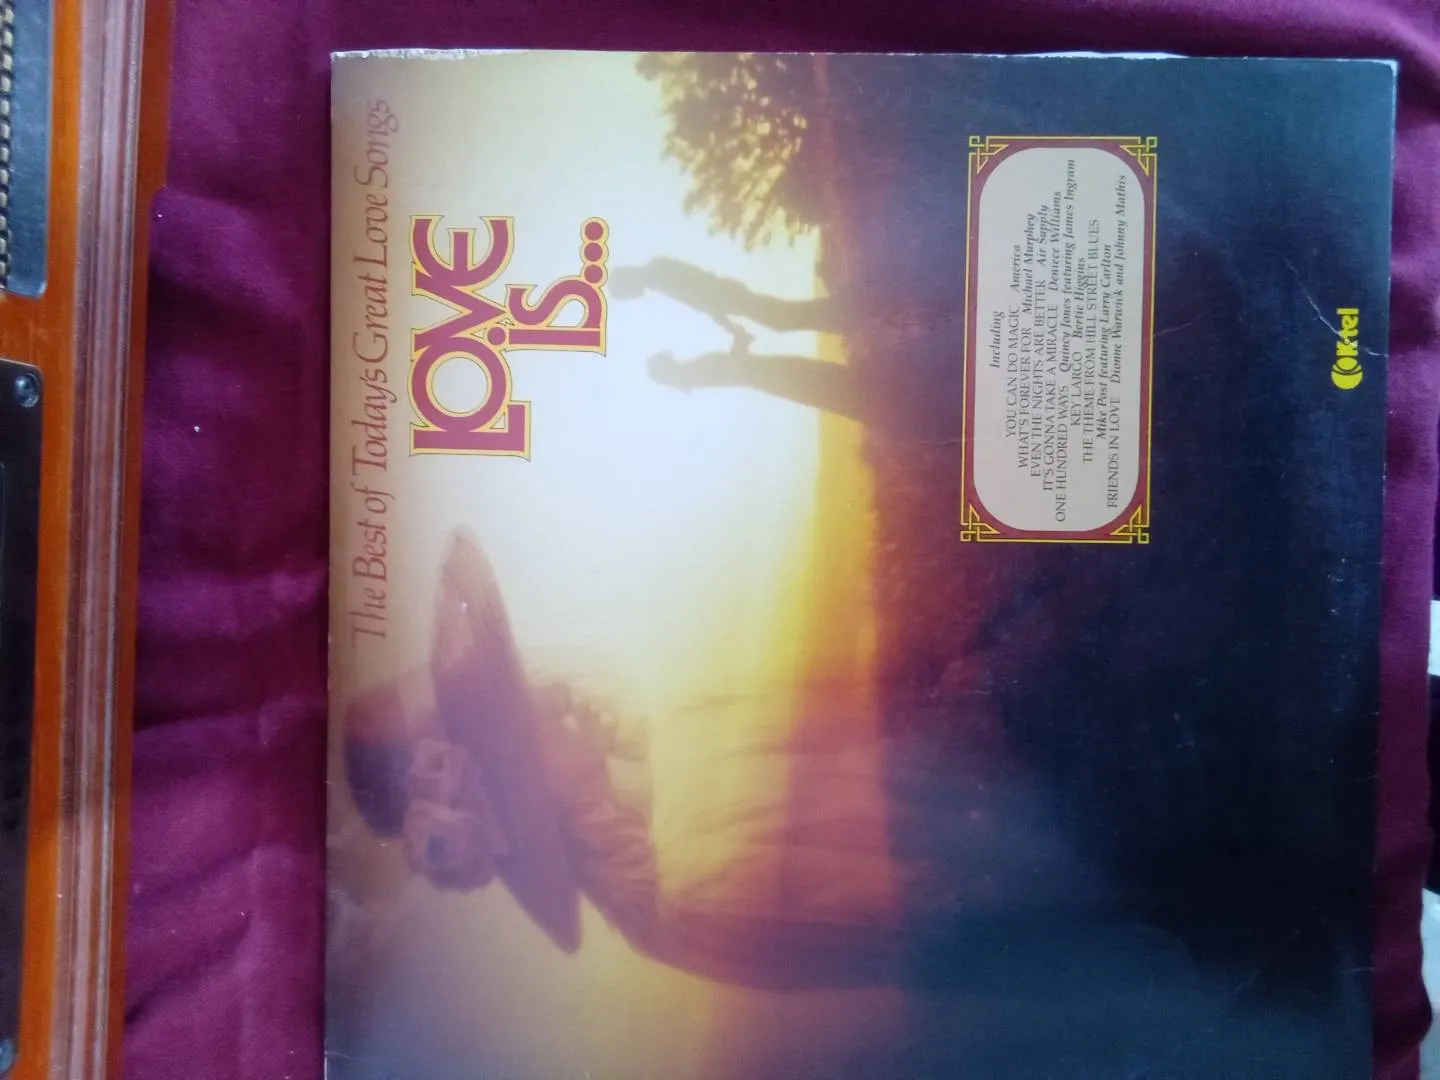 The Best of Today's Great Love Songs
LOVE
IS...
Including
YOU CAN DO MAGIC America
WHAT'S FOREVER FOR Michael Murphey
EVEN THE NIGHTS ARE BETTER Air Supply
IT'S GONNA TAKE A MIRACLE Deniece Williams
ONE HUNDRED WAYS Quincy Jones featuring James Ingram
KEY LARGO Bertie Higgins
THE THEME FROM HILL STREET BLUES
Mike Post featuring Larry Carlton
FRIENDS IN LOVE Dionne Warwick and Johnny Mathis
K-tel